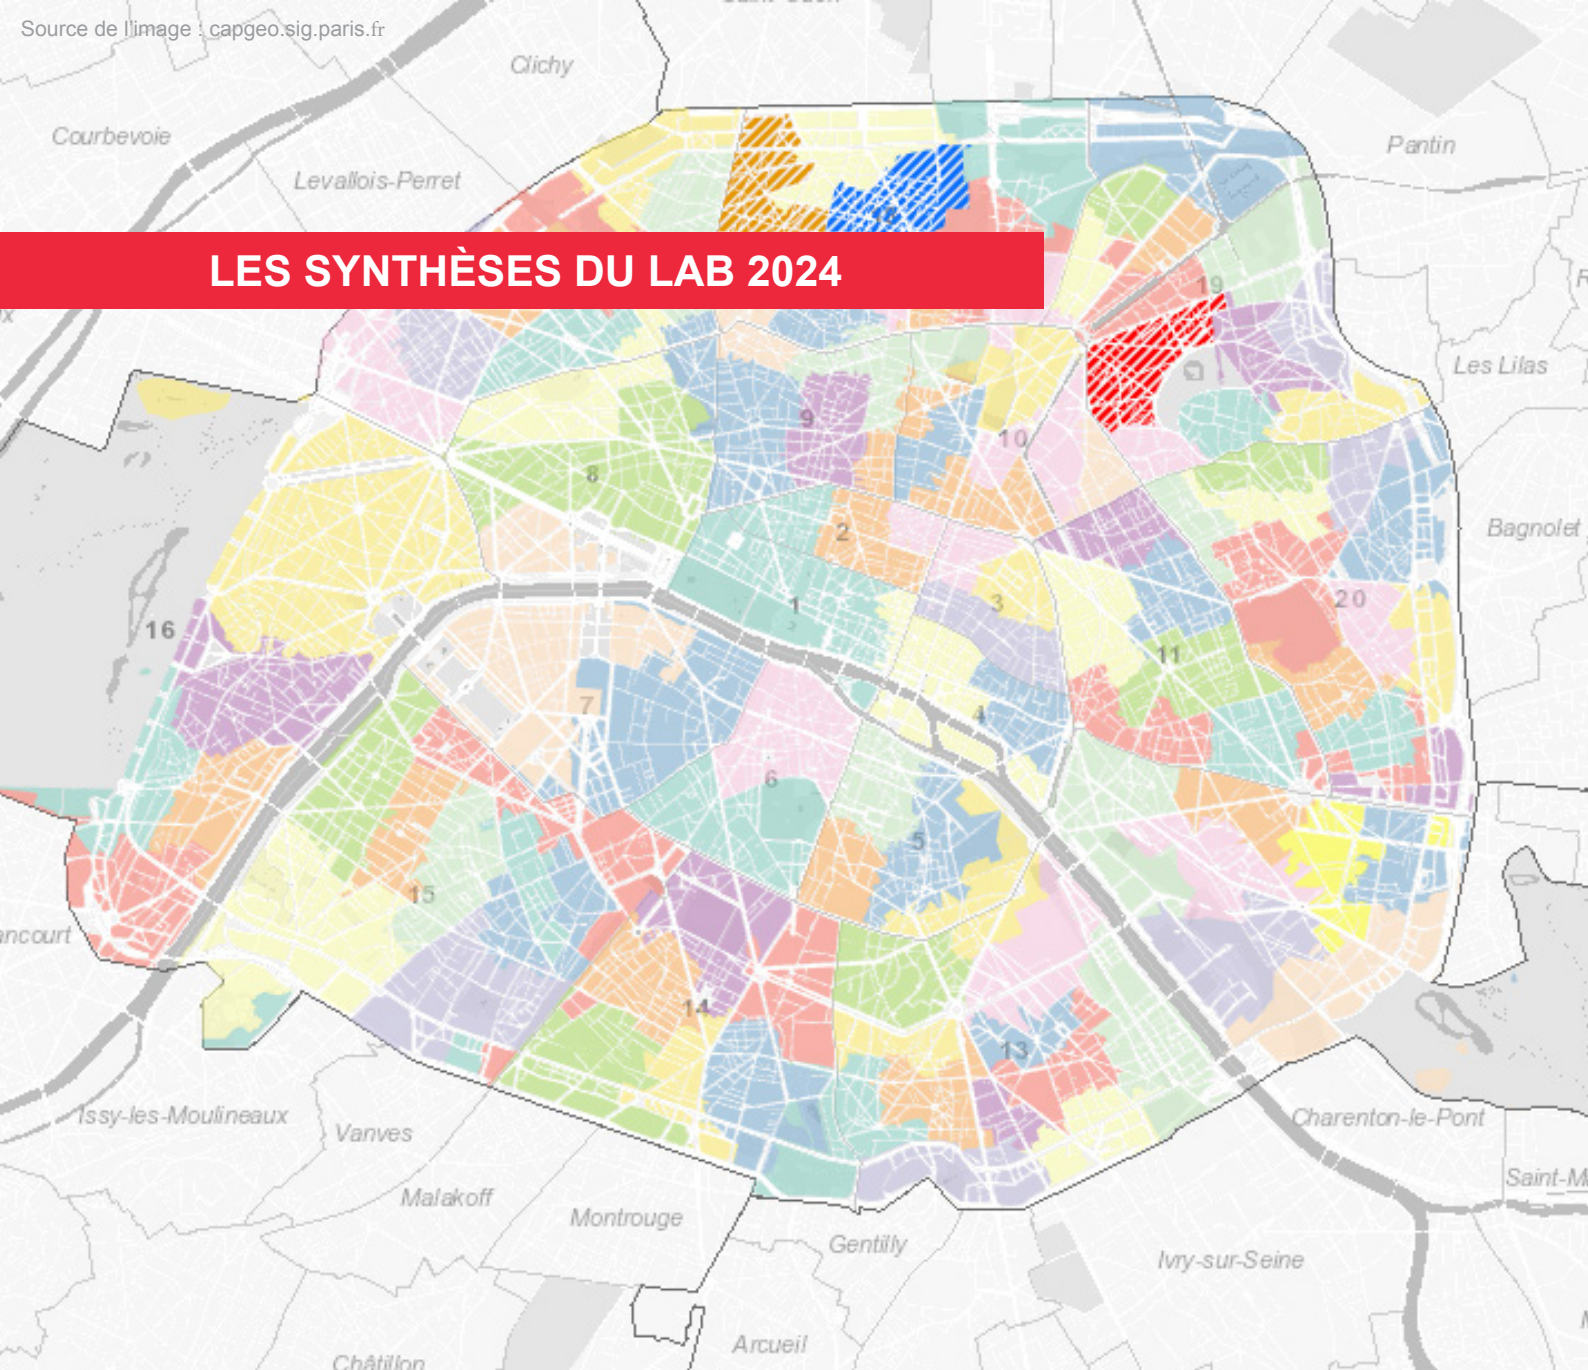 Source de l'image : capgeo.sig.paris.fr
Clichy
Courbevoie
Pantin
Levallois-Perret
18
LES SYNTHÈSES DU LAB 2024
19
Les Lilas
9
10
8
Bagnolet
2
1
3
20
16
11
7
4
6
5
15
ancourt
14
13
Issy-les-Moulineaux
Vanves
Charenton-le-Pont
Saint-M
Malakoff
Montrouge
Gentilly
Ivry-sur-Seine
Arcueil
Châtillon